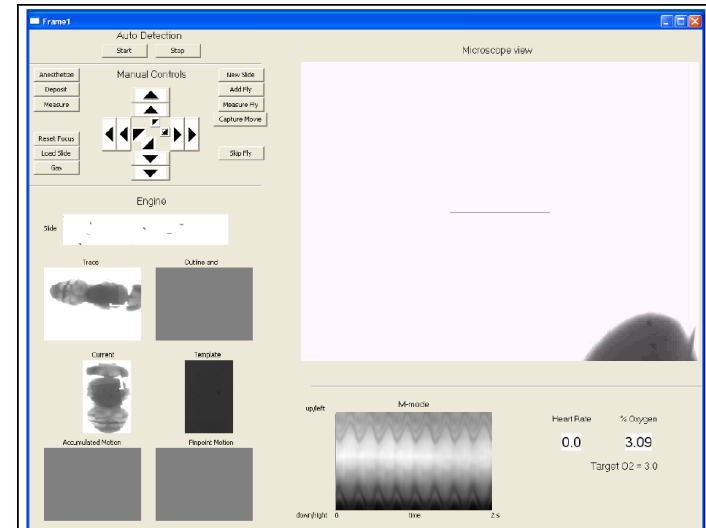 Frame1
Auto Detection
Start Stop
Microscope view
Anesthetize Manual Controls New Slide
Deposit Add Fly
Measure Measure Fly
Capture Movie
Reset Focus
Load Slide Skip Fly
Gas
Engine
Slide
Trace Outline and
Current Template
Accumulated Motion Pinpoint Motion
M-mode
up/left
Heart Rate % Oxygen
0.0 3.09
Target O2 = 3.0
down/right 0 time 2 s